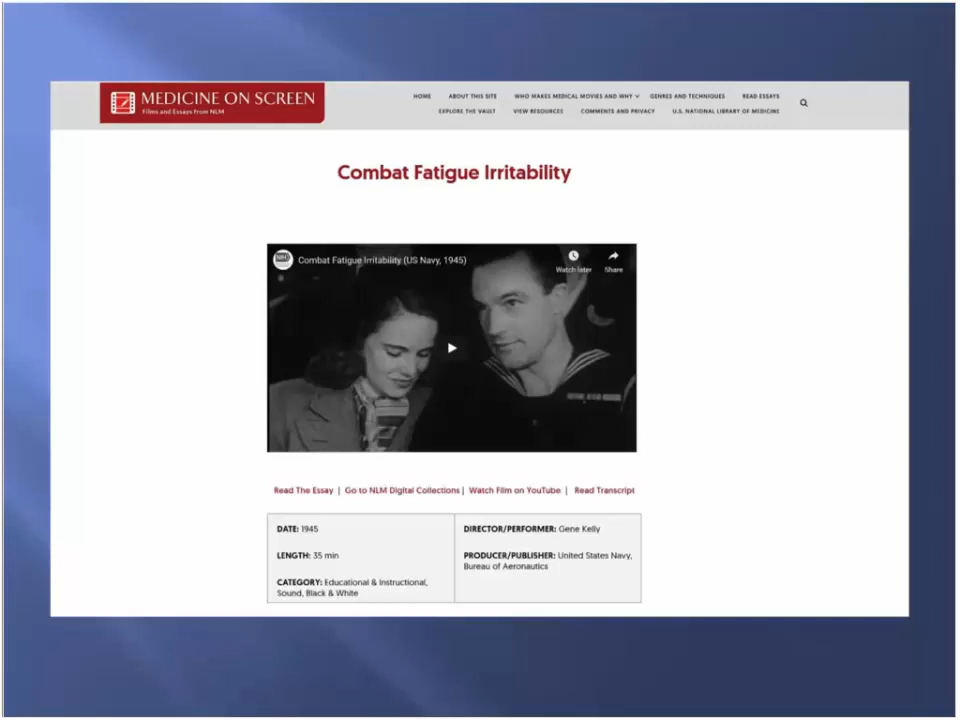 MEDICINE ON SCREEN
Films and Essays from NLM
HOME ABOUT THIS SITE WHO MAKES MEDICAL MOVIES AND WHY GENRES AND TECHNIQUES READ ESSAYS
EXPLORE THE VAULT VIEW RESOURCES COMMENTS AND PRIVACY U.S. NATIONAL LIBRARY OF MEDICINE
Combat Fatigue Irritability
NIH
Combat Fatigue Irritability (US Navy, 1945)
Watch later
Share
Read The Essay | Go to NLM Digital Collections | Watch Film on YouTube | Read Transcript
DATE: 1945
LENGTH: 35 min
CATEGORY: Educational & Instructional,
Sound, Black & White
DIRECTOR/PERFORMER: Gene Kelly
PRODUCER/PUBLISHER: United States Navy,
Bureau of Aeronautics